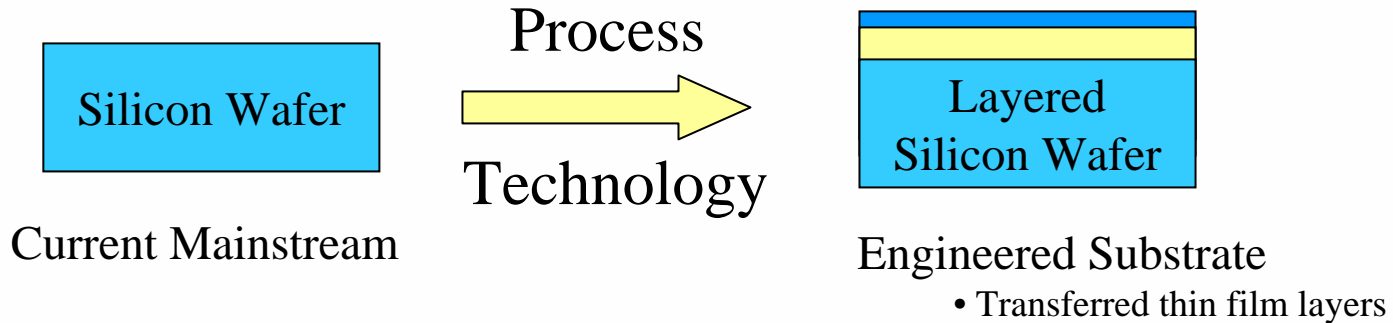 Silicon Wafer
Current Mainstream
Process
Technology
Layered
Silicon Wafer
Engineered Substrate
• Transferred thin film layers